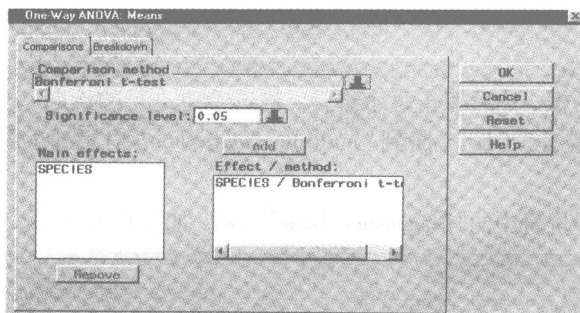 One-Way ANOVA: Means
Comparisons Breakdown
Comparison method
Bonferroni t-test
Significance level: 0.05
Add
Main effects:
SPECIES
Effect / method:
SPECIES / Bonferroni t-te
Remove
OK
Cancel
Reset
Help